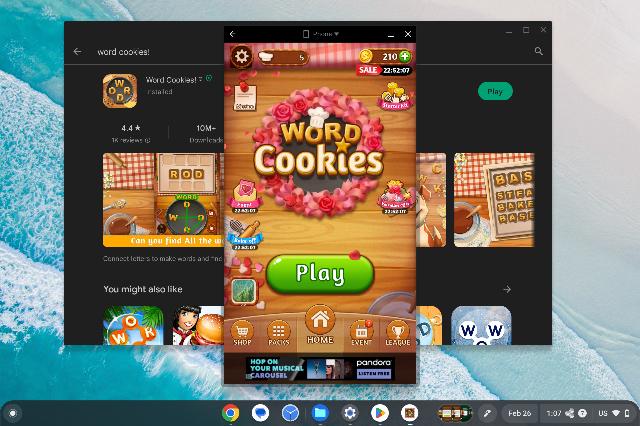 Phone
word cookies!
Word Cookies!
Installed
Play
4.4 ★
1K reviews
10M+
Downloads
ROD
WORD
Can you find All the w
Connect letters to make words and find
You might also like
5
210
SALE 22:52:07
WORD
Cookies
22:52:07
22:52:07
22:52:07
Play
SHOP
PACKS
HOME
EVENT
LEAGUE
HOP ON
YOUR MUSICAL
CAROUSEL
pandora
LISTEN FREE
BAS
STEA
BAKE
BASE
WOR
WW
Feb 26
1:07
US